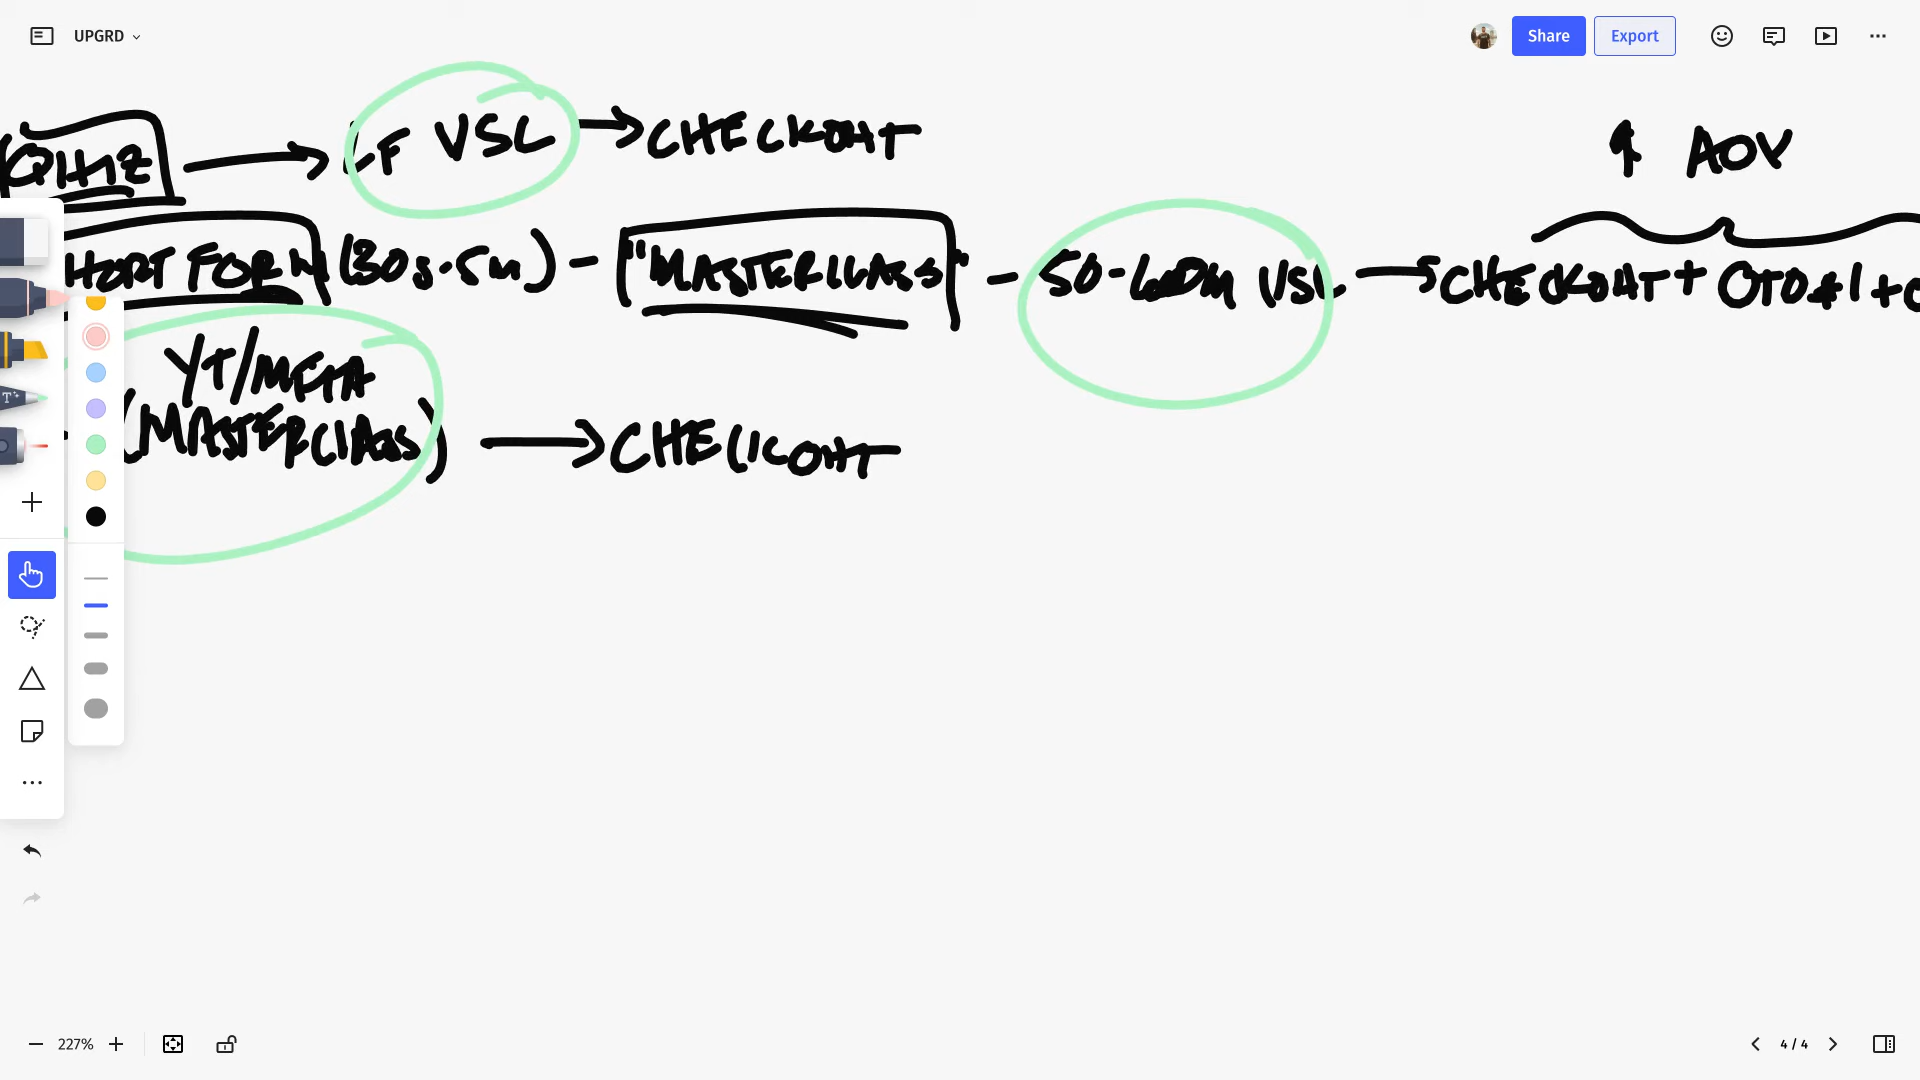 UPGRD
Share
Export
QUIZ → LF VSL → CHECKOUT
↑ AOV
SHORT FORM (30s-5m) - "MASTERCLASS" - 50-60m VSL → CHECKOUT + OTO#1 +
YT/META
(MASTERCLASS) → CHECKOUT
227%
4 / 4